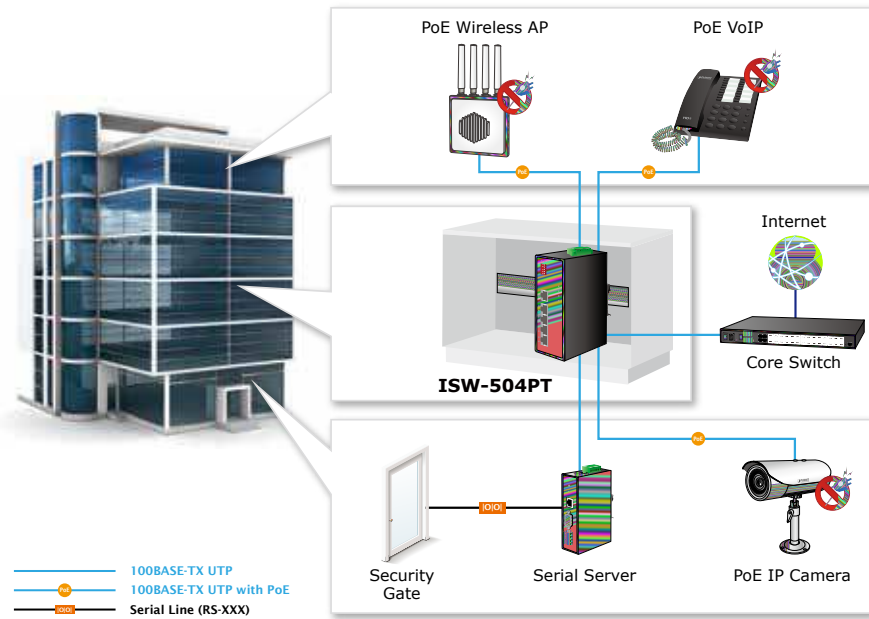 PoE Wireless AP
PoE VoIP
PoE
PoE
Internet
Core Switch
ISW-504PT
PoE
|O|O|
Security
Gate
Serial Server
PoE IP Camera
100BASE-TX UTP
PoE
100BASE-TX UTP with PoE
|O|O|
Serial Line (RS-XXX)